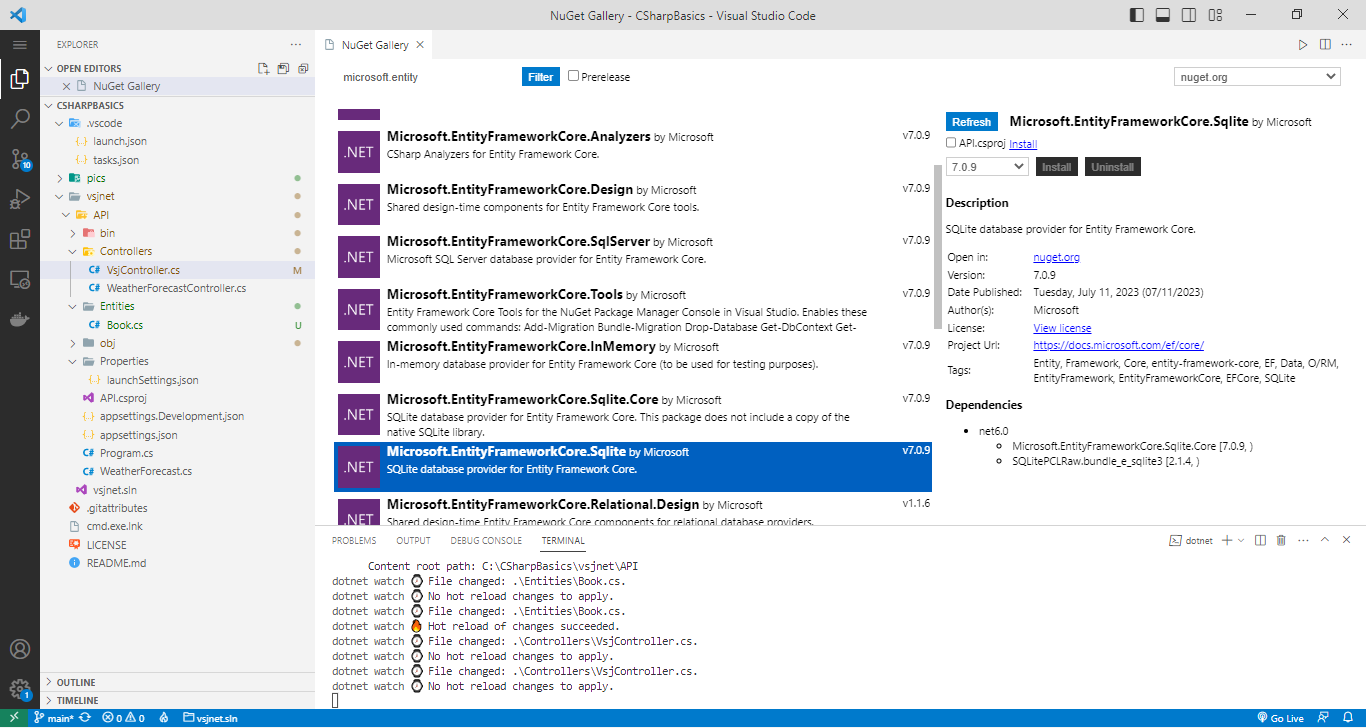 NuGet Gallery - CSharpBasics - Visual Studio Code
EXPLORER
OPEN EDITORS
NuGet Gallery
CSHARPBASICS
.vscode
launch.json
tasks.json
pics
vsjnet
API
bin
Controllers
VsjController.cs M
WeatherForecastController.cs
Entities
Book.cs U
obj
Properties
launchSettings.json
API.csproj
appsettings.Development.json
appsettings.json
Program.cs
WeatherForecast.cs
vsjnet.sln
.gitattributes
cmd.exe.lnk
LICENSE
README.md
OUTLINE
TIMELINE
10
1
NuGet Gallery
microsoft.entity Filter Prerelease nuget.org
Microsoft.EntityFrameworkCore.Analyzers by Microsoft v7.0.9
.NET
CSharp Analyzers for Entity Framework Core.
Microsoft.EntityFrameworkCore.Design by Microsoft v7.0.9
.NET
Shared design-time components for Entity Framework Core tools.
Microsoft.EntityFrameworkCore.SqlServer by Microsoft v7.0.9
.NET
Microsoft SQL Server database provider for Entity Framework Core.
Microsoft.EntityFrameworkCore.Tools by Microsoft v7.0.9
.NET
Entity Framework Core Tools for the NuGet Package Manager Console in Visual Studio. Enables these
commonly used commands: Add-Migration Bundle-Migration Drop-Database Get-DbContext Get-
Microsoft.EntityFrameworkCore.InMemory by Microsoft v7.0.9
.NET
In-memory database provider for Entity Framework Core (to be used for testing purposes).
Microsoft.EntityFrameworkCore.Sqlite.Core by Microsoft v7.0.9
.NET
SQLite database provider for Entity Framework Core. This package does not include a copy of the
native SQLite library.
Microsoft.EntityFrameworkCore.Sqlite by Microsoft v7.0.9
.NET
SQLite database provider for Entity Framework Core.
Microsoft.EntityFrameworkCore.Relational.Design by Microsoft v1.1.6
.NET
Shared design-time Entity Framework Core components for relational database providers.
Refresh Microsoft.EntityFrameworkCore.Sqlite by Microsoft
API.csproj Install
7.0.9 Install Uninstall
Description
SQLite database provider for Entity Framework Core.
Open in: nuget.org
Version: 7.0.9
Date Published: Tuesday, July 11, 2023 (07/11/2023)
Author(s): Microsoft
License: View license
Project Url: https://docs.microsoft.com/ef/core/
Tags: Entity, Framework, Core, entity-framework-core, EF, Data, O/RM,
EntityFramework, EntityFrameworkCore, EFCore, SQLite
Dependencies
net6.0
Microsoft.EntityFrameworkCore.Sqlite.Core [7.0.9, )
SQLitePCLRaw.bundle_e_sqlite3 [2.1.4, )
PROBLEMS OUTPUT DEBUG CONSOLE TERMINAL dotnet
Content root path: C:\CSharpBasics\vsjnet\API
dotnet watch ⌚ File changed: .\Entities\Book.cs.
dotnet watch ⌚ No hot reload changes to apply.
dotnet watch ⌚ File changed: .\Entities\Book.cs.
dotnet watch 🔥 Hot reload of changes succeeded.
dotnet watch ⌚ File changed: .\Controllers\VsjController.cs.
dotnet watch ⌚ No hot reload changes to apply.
dotnet watch ⌚ File changed: .\Controllers\VsjController.cs.
dotnet watch ⌚ No hot reload changes to apply.
main* 0 0 vsjnet.sln Go Live